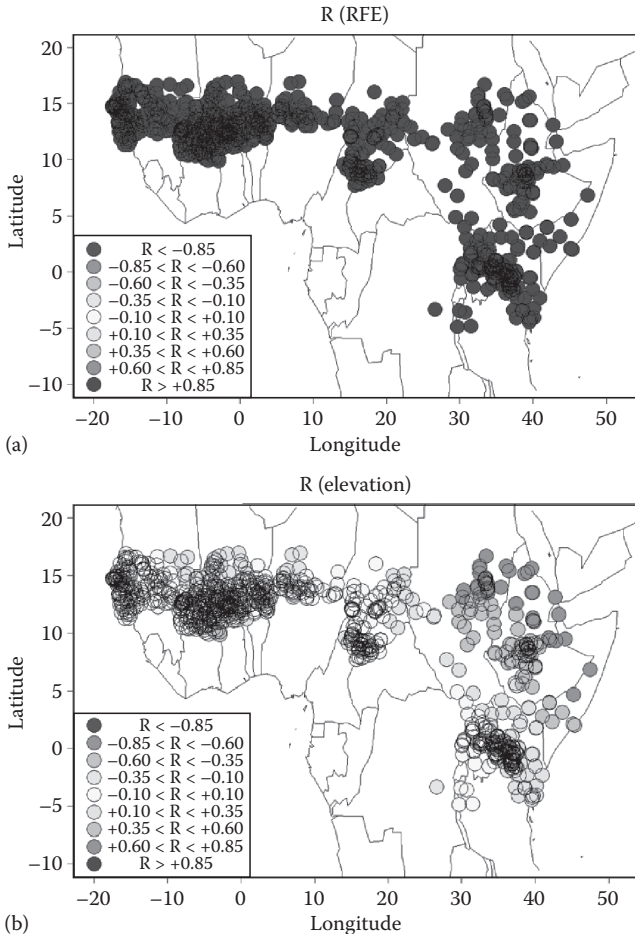 R (RFE)
20
15
10
5
0
−5
−10
Latitude
R < −0.85
−0.85 < R < −0.60
−0.60 < R < −0.35
−0.35 < R < −0.10
−0.10 < R < +0.10
+0.10 < R < +0.35
+0.35 < R < +0.60
+0.60 < R < +0.85
R > +0.85
−20 −10 0 10 20 30 40 50
(a)
Longitude
R (elevation)
20
15
10
5
0
−5
−10
Latitude
R < −0.85
−0.85 < R < −0.60
−0.60 < R < −0.35
−0.35 < R < −0.10
−0.10 < R < +0.10
+0.10 < R < +0.35
+0.35 < R < +0.60
+0.60 < R < +0.85
R > +0.85
−20 −10 0 10 20 30 40 50
(b)
Longitude